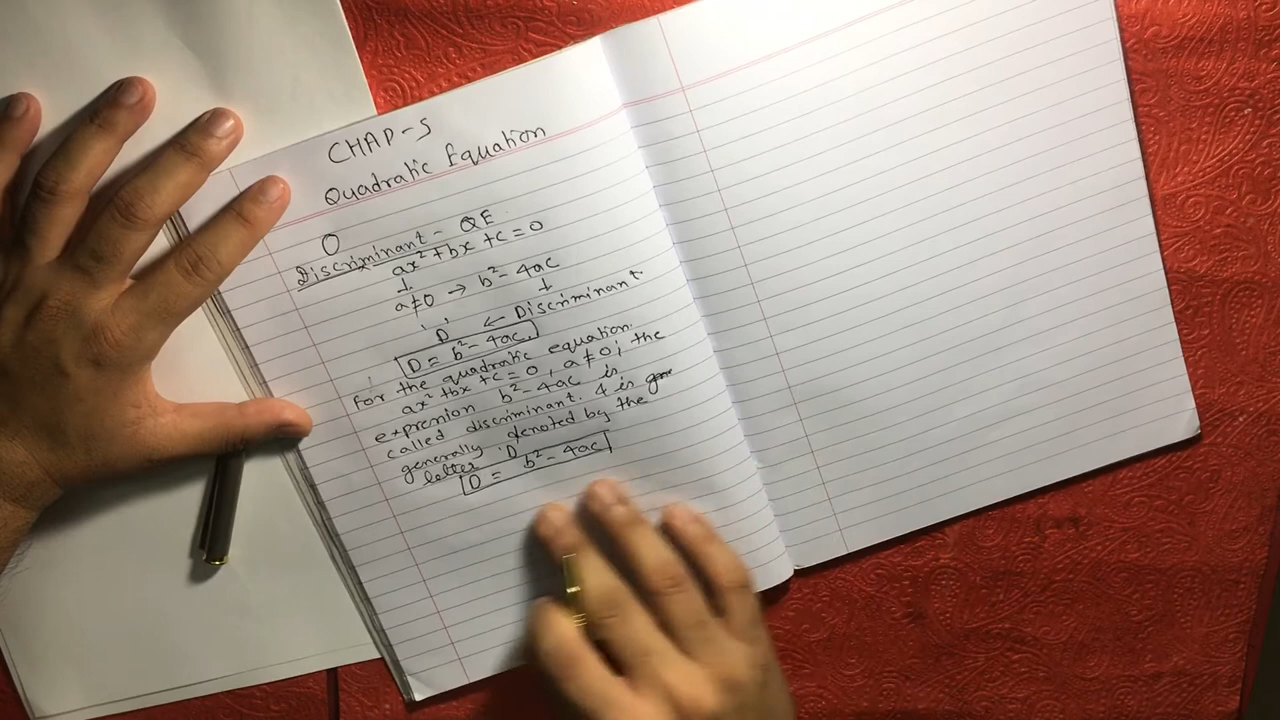 CHAP-5
Quadratic Equation
O
Discriminant - QE
ax² + bx + c = 0
↓
a≠0 → b² - 4ac
↓
D ← Discriminant
D = b² - 4ac.
For the quadratic equation.
ax² + bx + c = 0, a ≠ 0; the
expression b² - 4ac is
called discriminant. & is
generally denoted by the
letter 'D'
D = b² - 4ac